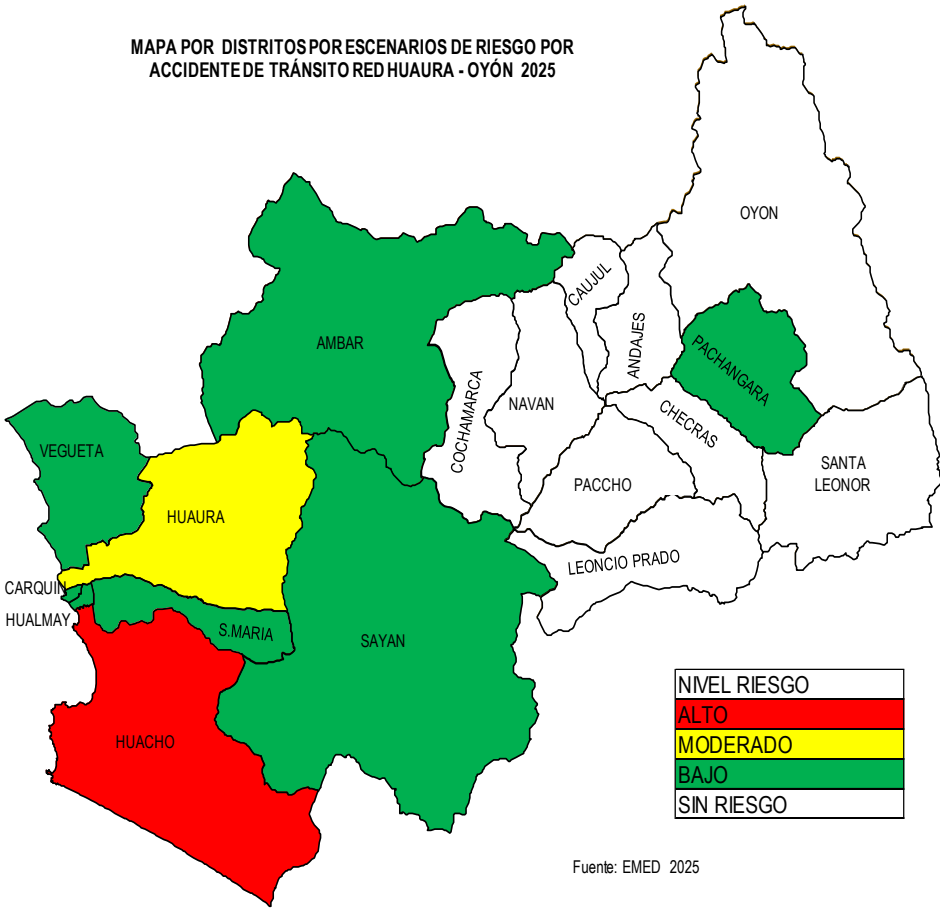 MAPA POR DISTRITOS POR ESCENARIOS DE RIESGO POR
ACCIDENTE DE TRÁNSITO RED HUAURA - OYÓN 2025
OYON
CAUJUL
ANDAJES
AMBAR
PACHANGARA
COCHAMARCA
NAVAN
CHECRAS
VEGUETA
SANTA
LEONOR
PACCHO
HUAURA
LEONCIO PRADO
CARQUIN
HUALMAY
S.MARIA
SAYAN
HUACHO
NIVEL RIESGO
ALTO
MODERADO
BAJO
SIN RIESGO
Fuente: EMED 2025